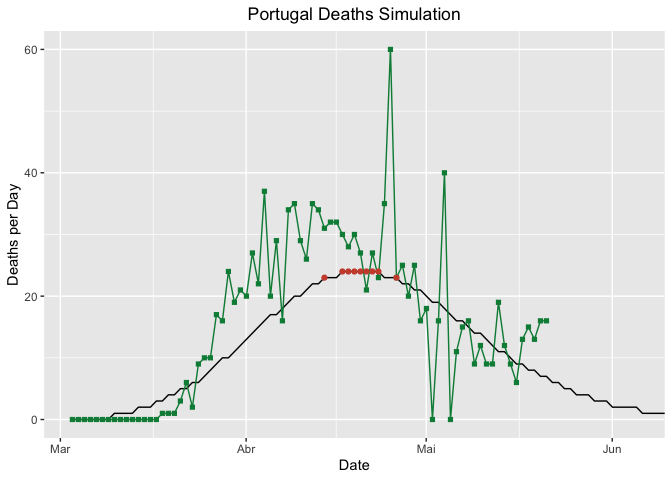 Portugal Deaths Simulation
60
40
20
0
Deaths per Day
Mar
Abr
Mai
Jun
Date